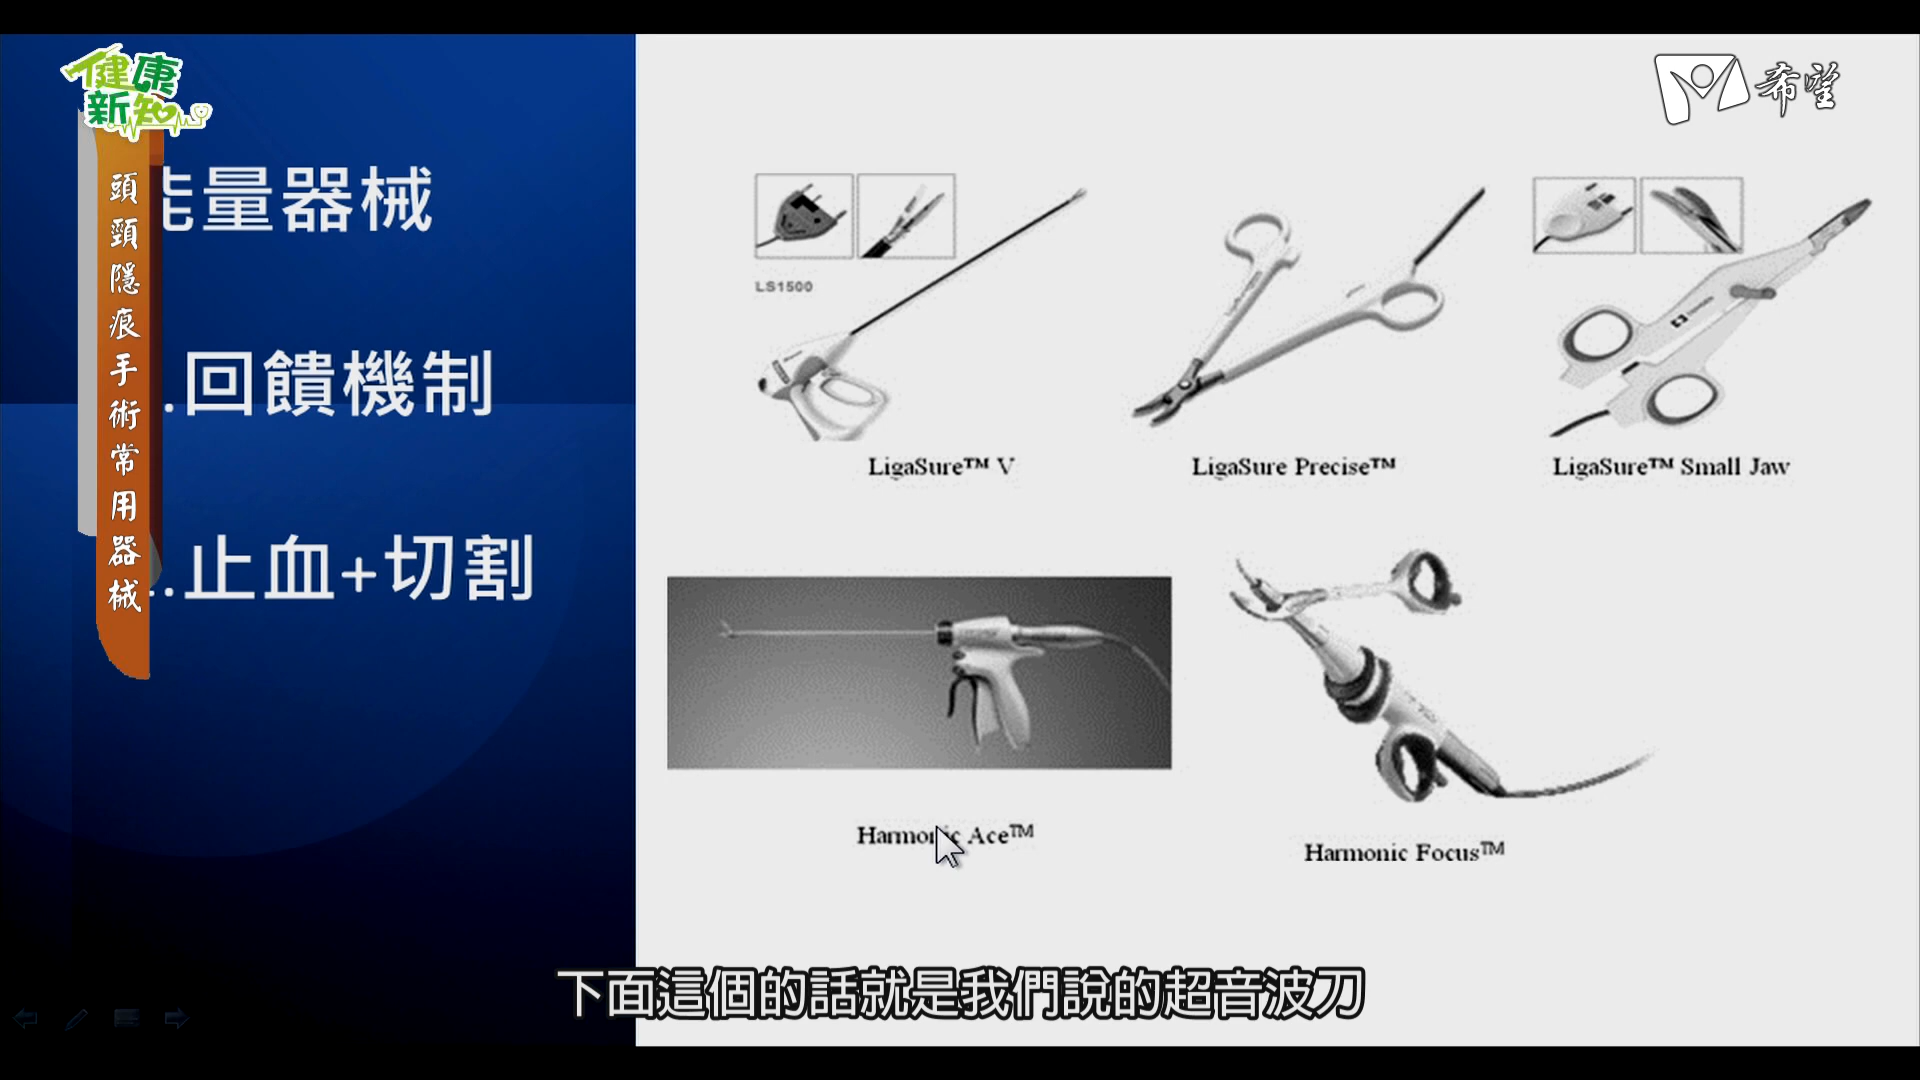 健康
新知
希望
頭頸隱痕手術常用器械
能量器械
..回饋機制
...止血+切割
LS1500
LigaSure™ V
LigaSure Precise™
LigaSure™ Small Jaw
Harmonic Ace™
Harmonic Focus™
下面這個的話就是我們說的超音波刀